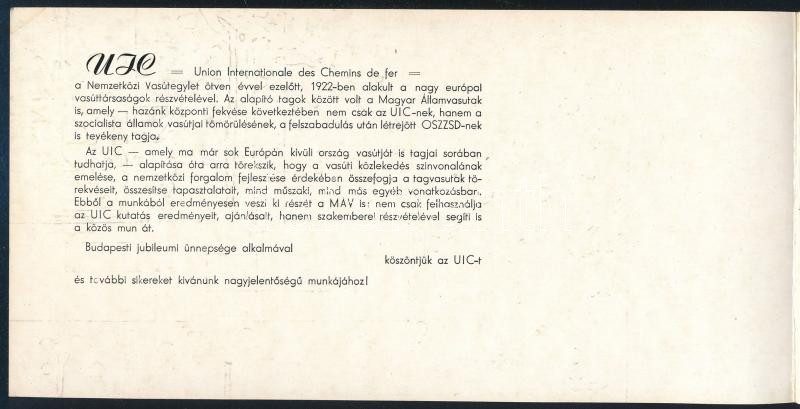 UIC = Union Internationale des Chemins de fer =
a Nemzetközi Vasútegylet ötven évvel ezelőtt, 1922-ben alakult a nagy európai
vasúttársaságok részvételével. Az alapító tagok között volt a Magyar Államvasutak
is, amely — hazánk központi fekvése következtében nem csak az UIC-nek, hanem a
szocialista államok vasútjai tömörülésének, a felszabadulás után létrejött OSZZSD-nek
is tevékeny tagja.
Az UIC — amely ma már sok Európán kívüli ország vasútját is tagjai sorában
tudhatja, — alapítása óta arra törekszik, hogy a vasúti közlekedés színvonalának
emelése, a nemzetközi forgalom fejlesztése érdekében összefogja a tagvasutak tö-
rekvéseit, összesítse tapasztalatait, mind műszaki, mind más egyéb vonatkozásban.
Ebből a munkából eredményesen veszi ki részét a MÁV is: nem csak felhasználja
az UIC kutatás eredményeit, ajánlásait, hanem szakemberei részvételével segíti is
a közös mun át.
Budapesti jubileumi ünnepsége alkalmával
köszöntjük az UIC-t
és további sikereket kívánunk nagyjelentőségű munkájához!